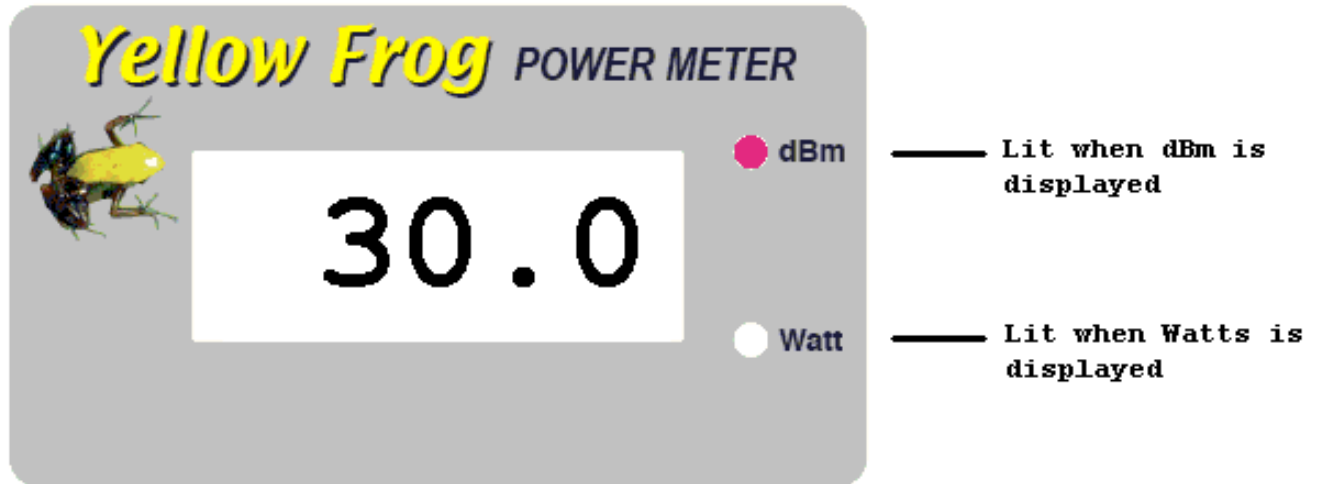 Yellow Frog POWER METER
dBm
Lit when dBm is
displayed
30.0
Watt
Lit when Watts is
displayed